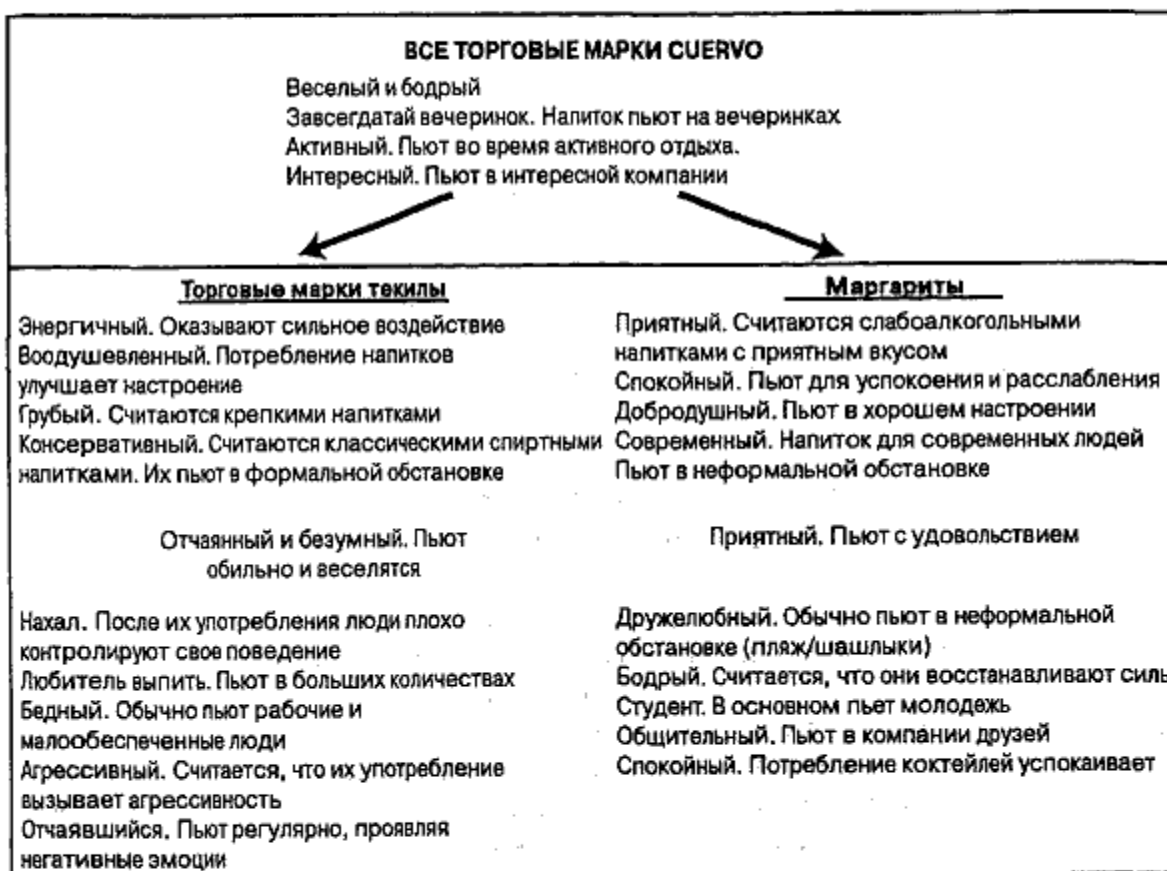 ВСЕ ТОРГОВЫЕ МАРКИ CUERVO
Веселый и бодрый
Завсегдатай вечеринок. Напиток пьют на вечеринках
Активный. Пьют во время активного отдыха.
Интересный. Пьют в интересной компании
Торговые марки текилы
Энергичный. Оказывают сильное воздействие
Воодушевленный. Потребление напитков
улучшает настроение
Грубый. Считаются крепкими напитками
Консервативный. Считаются классическими спиртными
напитками. Их пьют в формальной обстановке
Отчаянный и безумный. Пьют
обильно и веселятся
Нахал. После их употребления люди плохо
контролируют свое поведение
Любитель выпить. Пьют в больших количествах
Бедный. Обычно пьют рабочие и
малообеспеченные люди
Агрессивный. Считается, что их употребление
вызывает агрессивность
Отчаявшийся. Пьют регулярно, проявляя
негативные эмоции
Маргариты
Приятный. Считаются слабоалкогольными
напитками с приятным вкусом
Спокойный. Пьют для успокоения и расслабления
Добродушный. Пьют в хорошем настроении
Современный. Напиток для современных людей
Пьют в неформальной обстановке
Приятный. Пьют с удовольствием
Дружелюбный. Обычно пьют в неформальной
обстановке (пляж/шашлыки)
Бодрый. Считается, что они восстанавливают силь
Студент. В основном пьет молодежь
Общительный. Пьют в компании друзей
Спокойный. Потребление коктейлей успокаивает